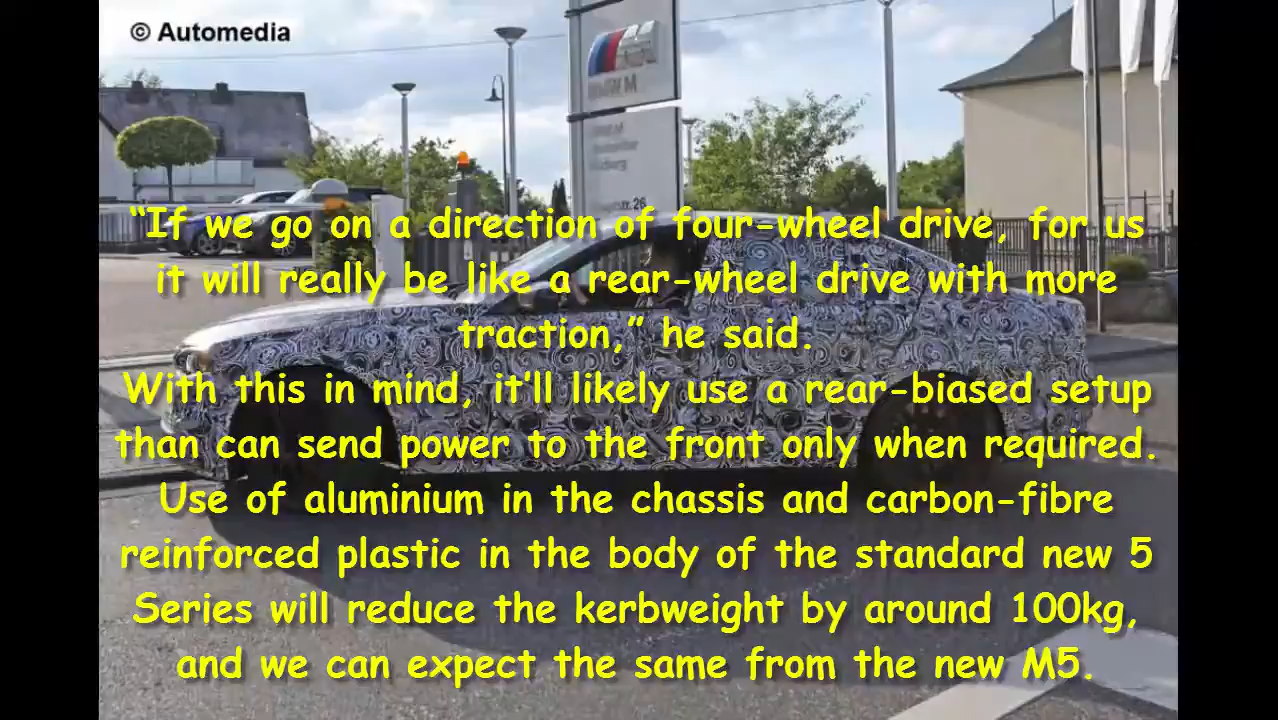 © Automedia
BMW M
26
“If we go on a direction of four-wheel drive, for us
it will really be like a rear-wheel drive with more
traction,” he said.
With this in mind, it’ll likely use a rear-biased setup
than can send power to the front only when required.
Use of aluminium in the chassis and carbon-fibre
reinforced plastic in the body of the standard new 5
Series will reduce the kerbweight by around 100kg,
and we can expect the same from the new M5.